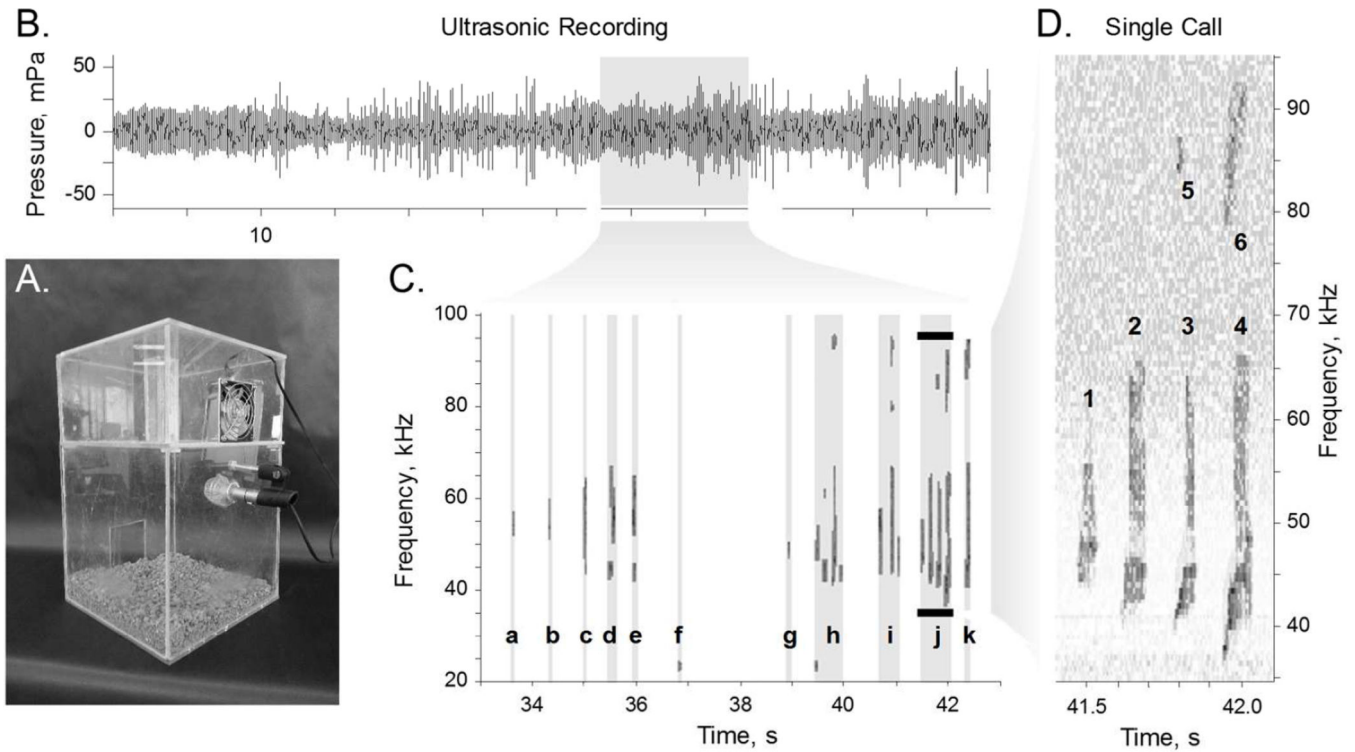 B.
Ultrasonic Recording
Pressure, mPa
50
0
-50
10
A.
C.
Frequency, kHz
100
80
60
40
20
a b c d e f g h i j k
34 36 38 40 42
Time, s
D.
Single Call
90
80
70
60
50
40
Frequency, kHz
5
6
2 3 4
1
41.5 42.0
Time, s